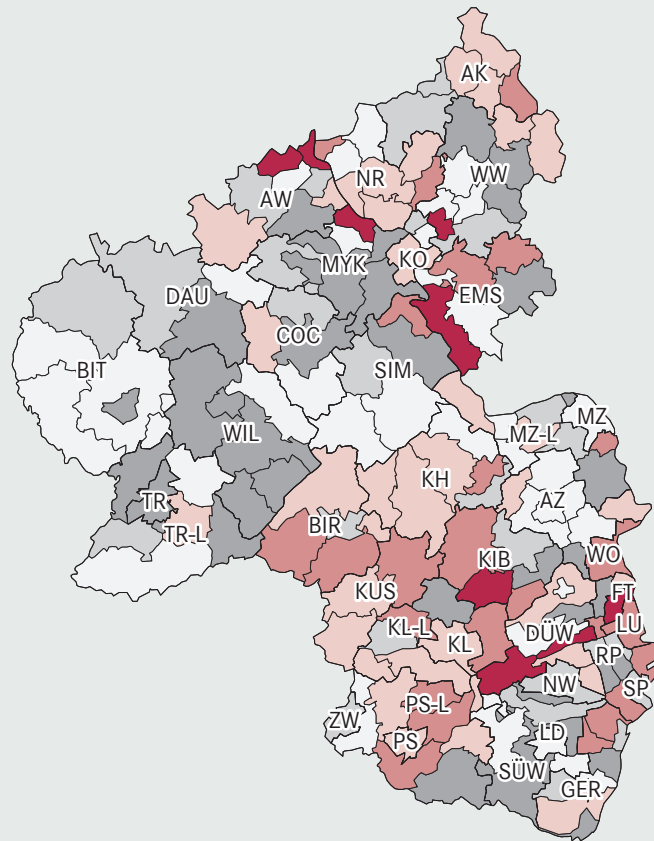 AK
NR
WW
AW
KO
MYK
EMS
DAU
COC
SIM
BIT
WIL
MZ
MZ-L
KH
AZ
TR
TR-L
BIR
KIB
WO
KUS
FT
KL-L
KL
DÜW
LU
RP
NW
SP
PS-L
ZW
PS
LD
SÜW
GER